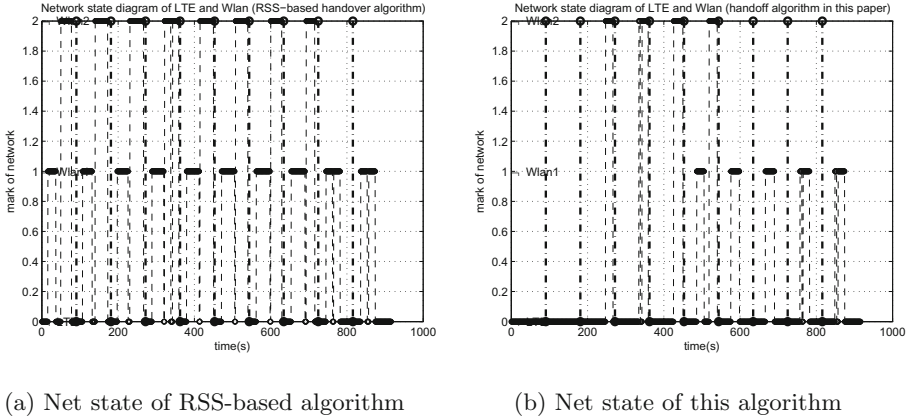 Network state diagram of LTE and Wlan (RSS-based handover algorithm)
2
1.8
1.6
1.4
1.2
1
0.8
0.6
0.4
0.2
0
Wlan2
mark of network
0 200 400 600 800 1000
time(s)
(a) Net state of RSS-based algorithm
Network state diagram of LTE and Wlan (handoff algorithm in this paper)
2
1.8
1.6
1.4
1.2
1
0.8
0.6
0.4
0.2
0
Wlan2
Wlan1
mark of network
0 200 400 600 800 1000
time(s)
(b) Net state of this algorithm